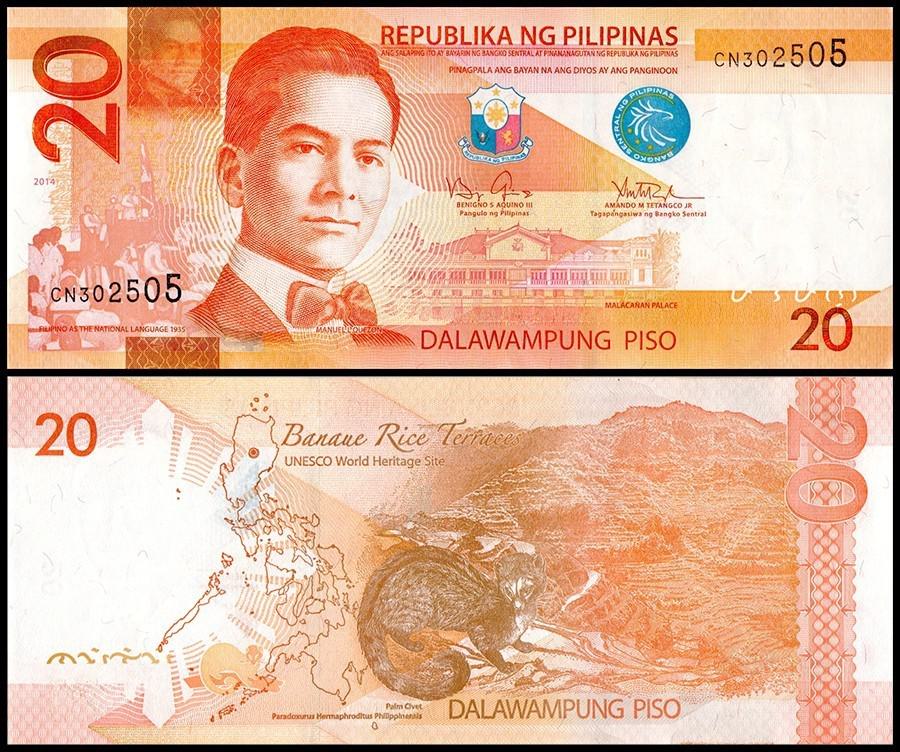 20
REPUBLIKA NG PILIPINAS
ANG SALAPING ITO AY BAYARIN NG BANGKO SENTRAL AT PINANANAGUTAN NG REPUBLIKA NG PILIPINAS
PINAGPALA ANG BAYAN NA ANG DIYOS AY ANG PANGINOON
CN302505
REPUBLIKA NG PILIPINAS
BANGKO SENTRAL NG PILIPINAS
2014
BENIGNO S AQUINO III
Pangulo ng Pilipinas
AMANDO M TETANGCO JR
Tagapangasiwa ng Bangko Sentral
CN302505
MALACAÑAN PALACE
FILIPINO AS THE NATIONAL LANGUAGE 1935
MANUEL L QUEZON
DALAWAMPUNG PISO
20
20
Banaue Rice Terraces
UNESCO World Heritage Site
20
Palm Civet
Paradoxurus Hermaphroditus Philippinensis
DALAWAMPUNG PISO